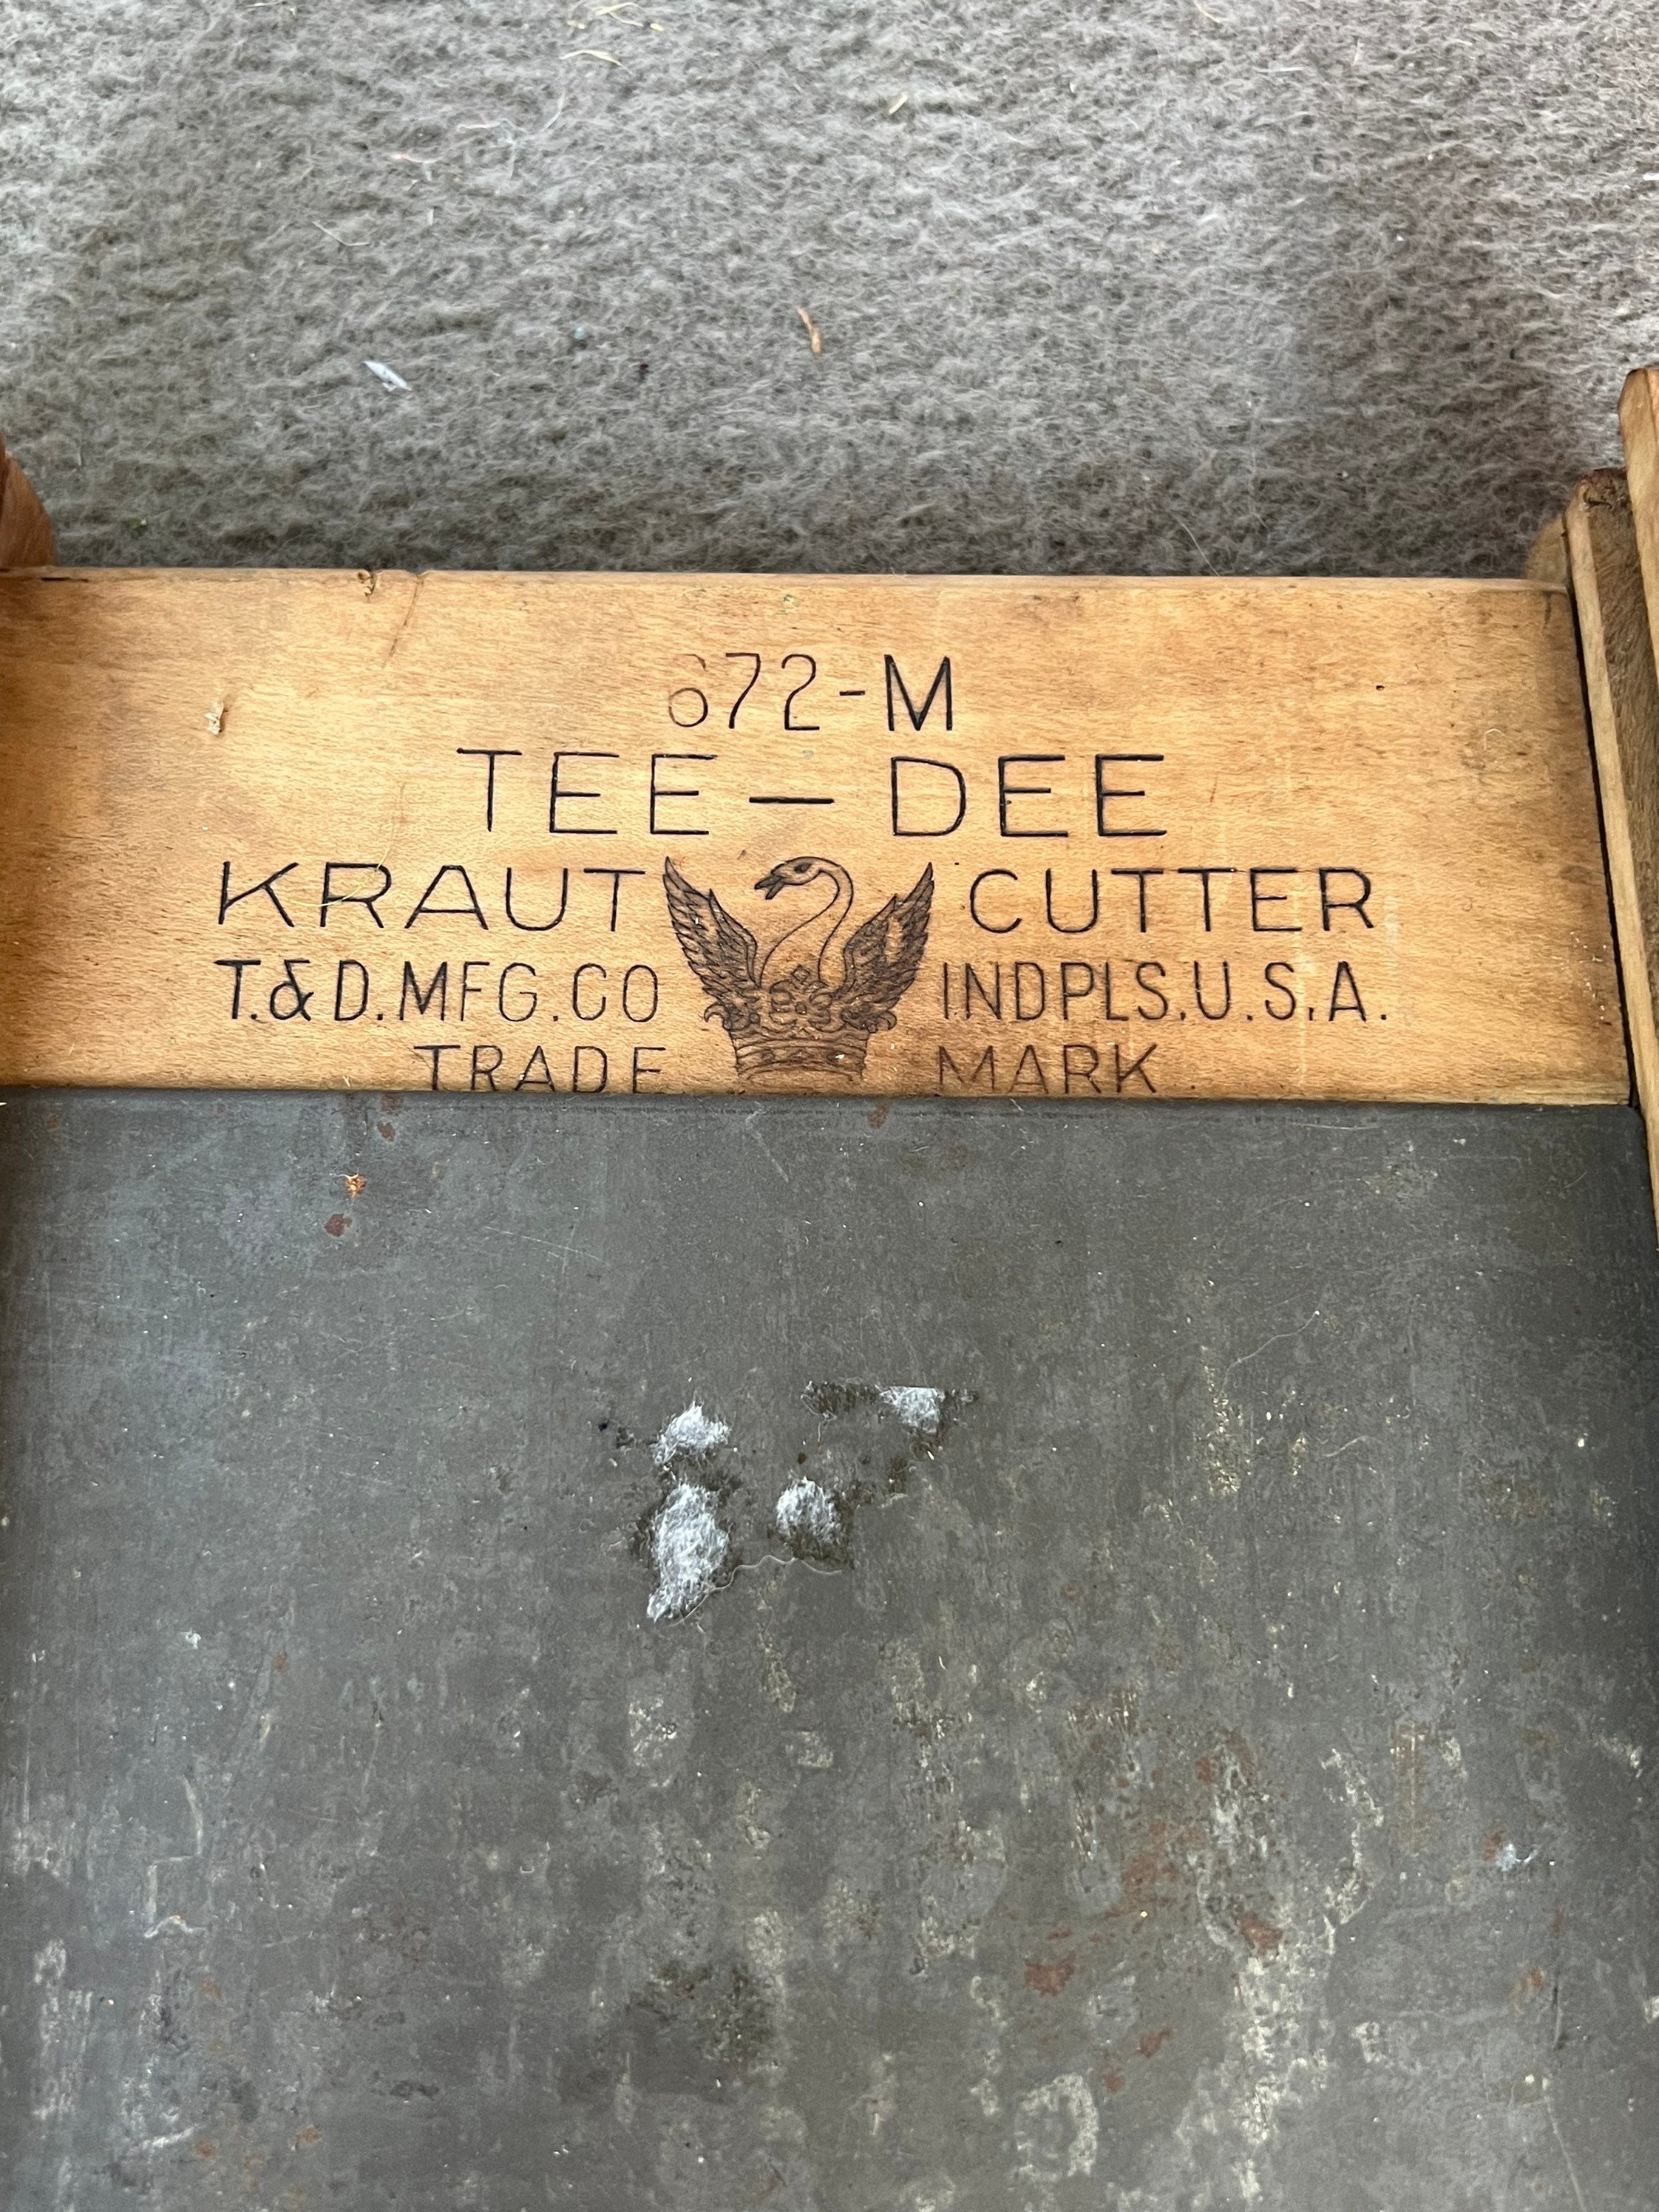 672-M
TEE — DEE
KRAUT CUTTER
T.&D.MFG.CO INDPLS.U.S.A.
TRADE MARK